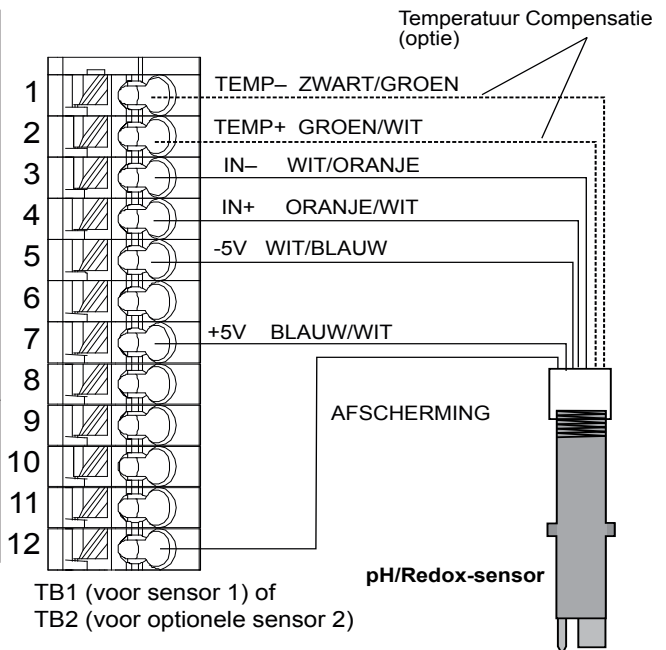 Temperatuur Compensatie
(optie)
1 TEMP– ZWART/GROEN
2 TEMP+ GROEN/WIT
3 IN– WIT/ORANJE
4 IN+ ORANJE/WIT
5 -5V WIT/BLAUW
6
7 +5V BLAUW/WIT
8
9 AFSCHERMING
10
11
12
pH/Redox-sensor
TB1 (voor sensor 1) of
TB2 (voor optionele sensor 2)